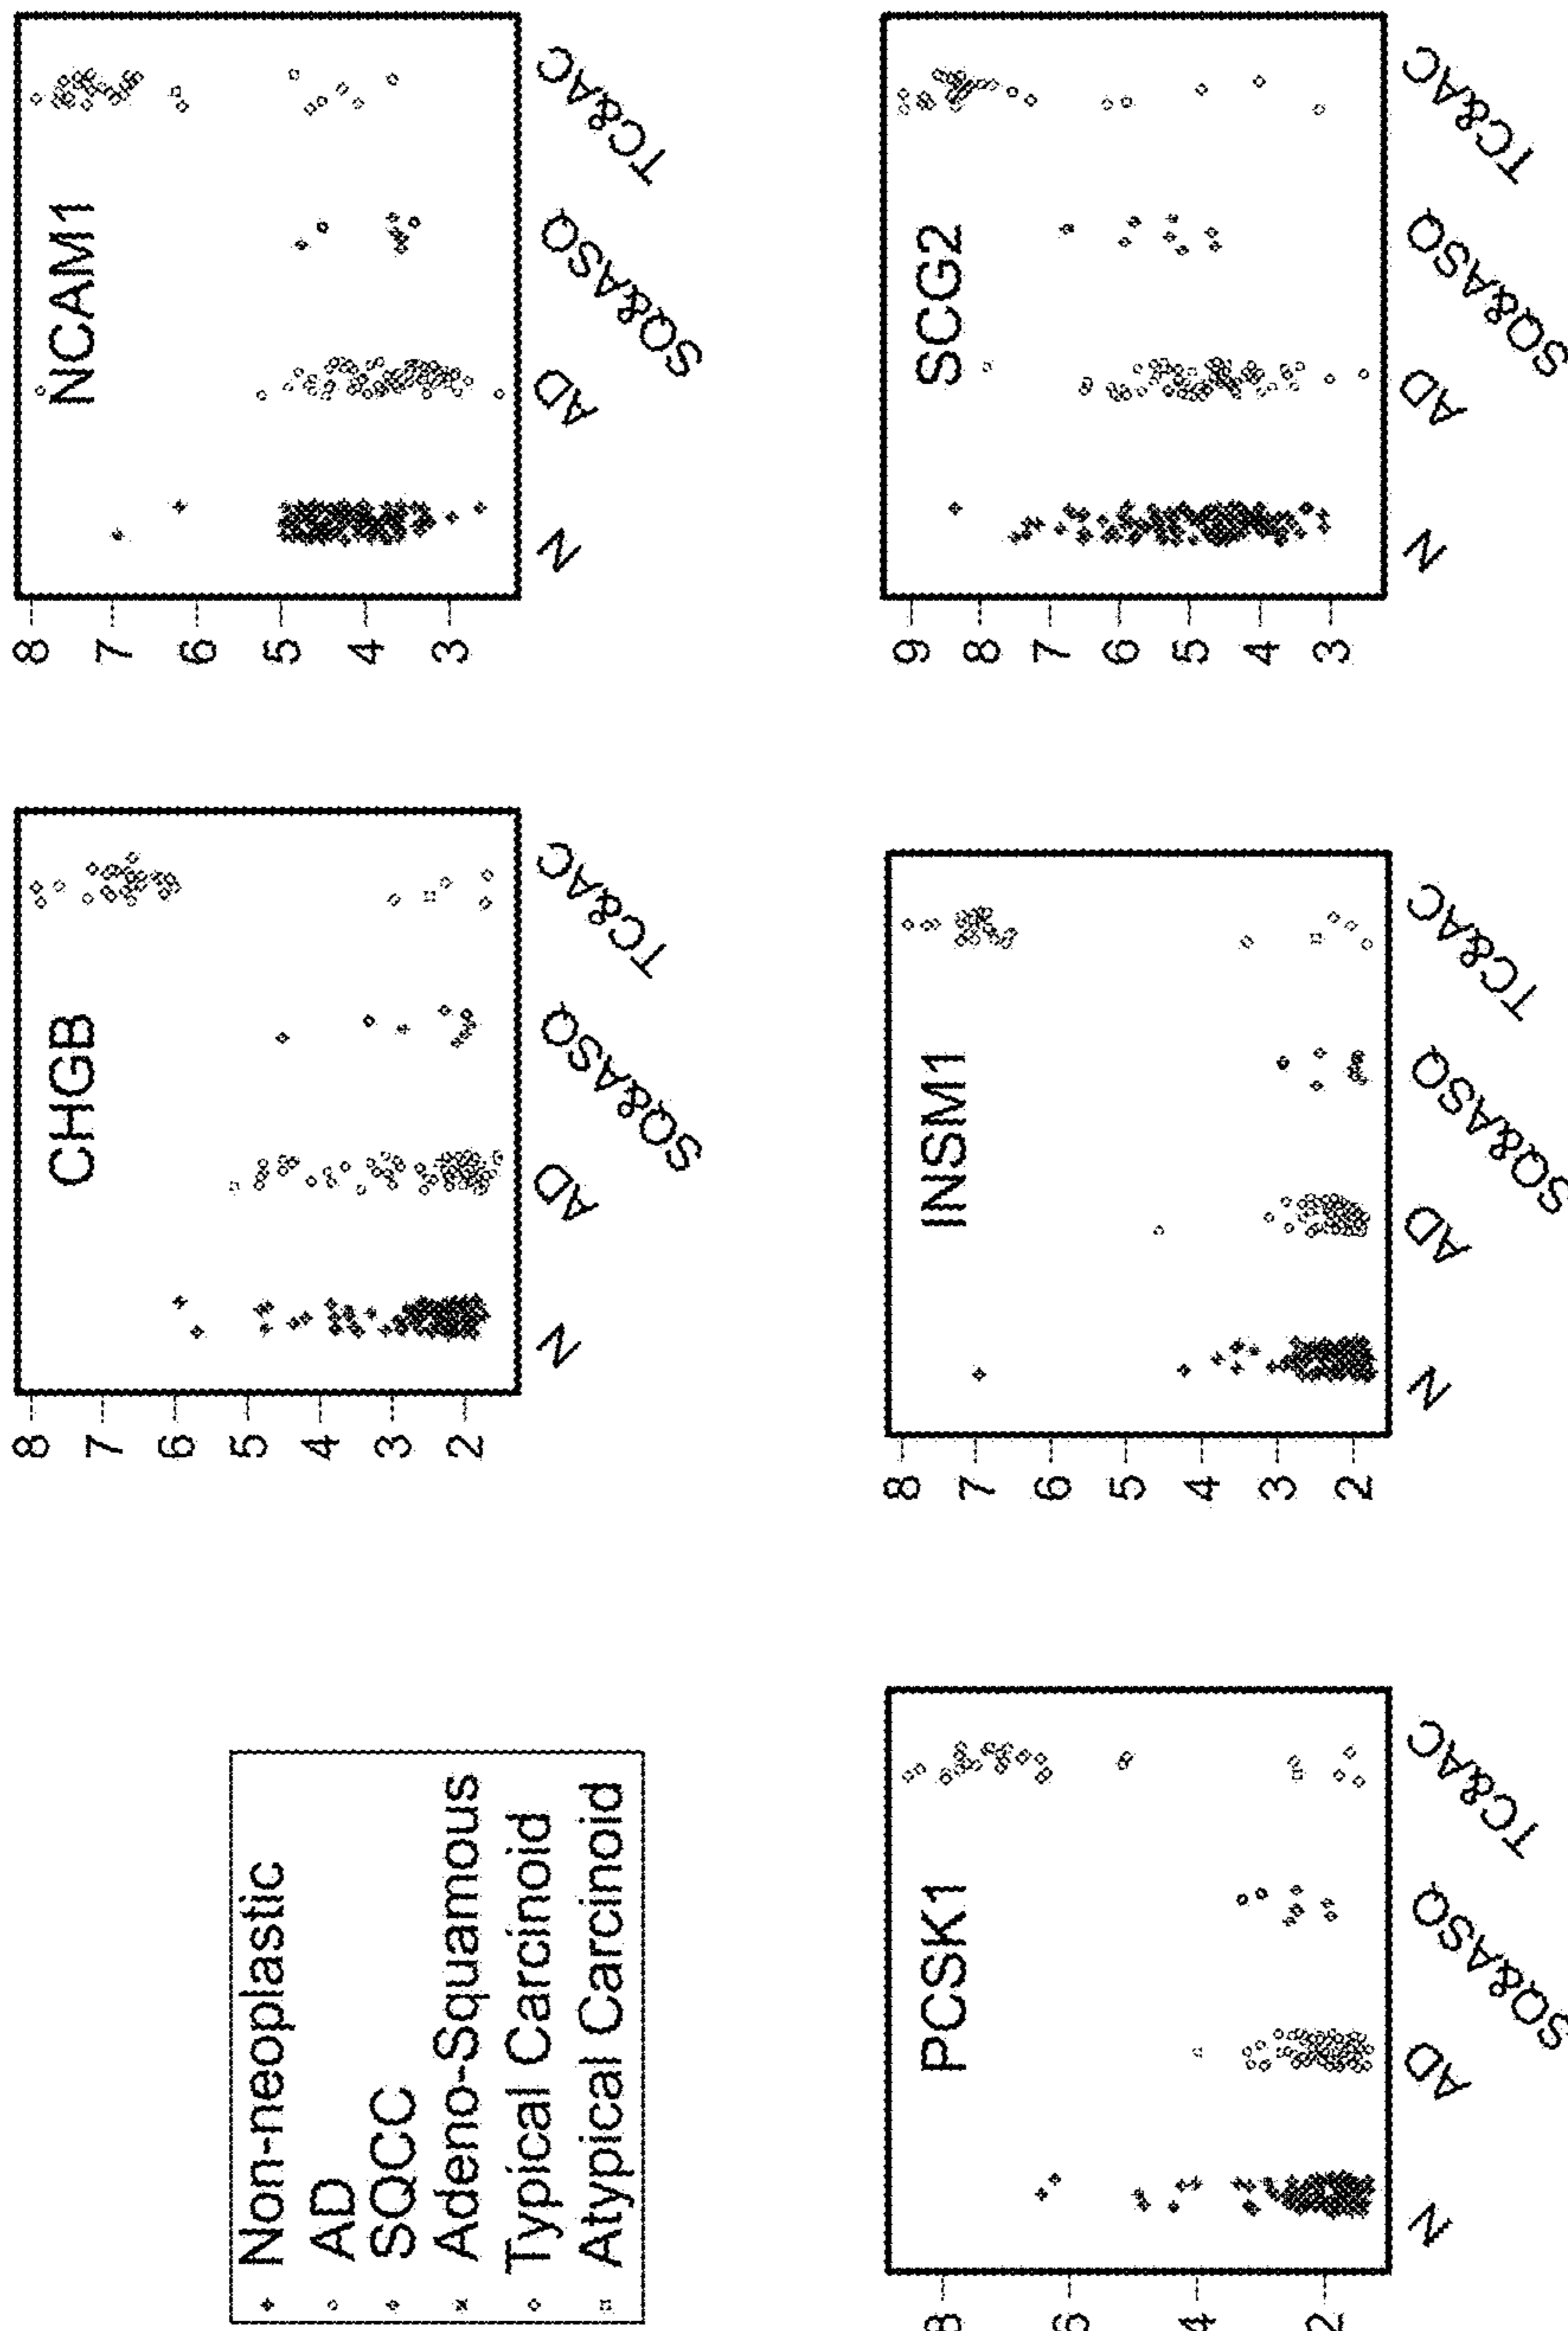 Non-neoplastic
AD
SQCC
Adeno-Squamous
Typical Carcinoid
Atypical Carcinoid
CHGB
8
7
6
5
4
3
2
N
AD
SQ&ASQ
TC&AC
NCAM1
8
7
6
5
4
3
N
AD
SQ&ASQ
TC&AC
PCSK1
8
6
4
2
N
AD
SQ&ASQ
TC&AC
INSM1
8
7
6
5
4
3
2
N
AD
SQ&ASQ
TC&AC
SCG2
9
8
7
6
5
4
3
N
AD
SQ&ASQ
TC&AC